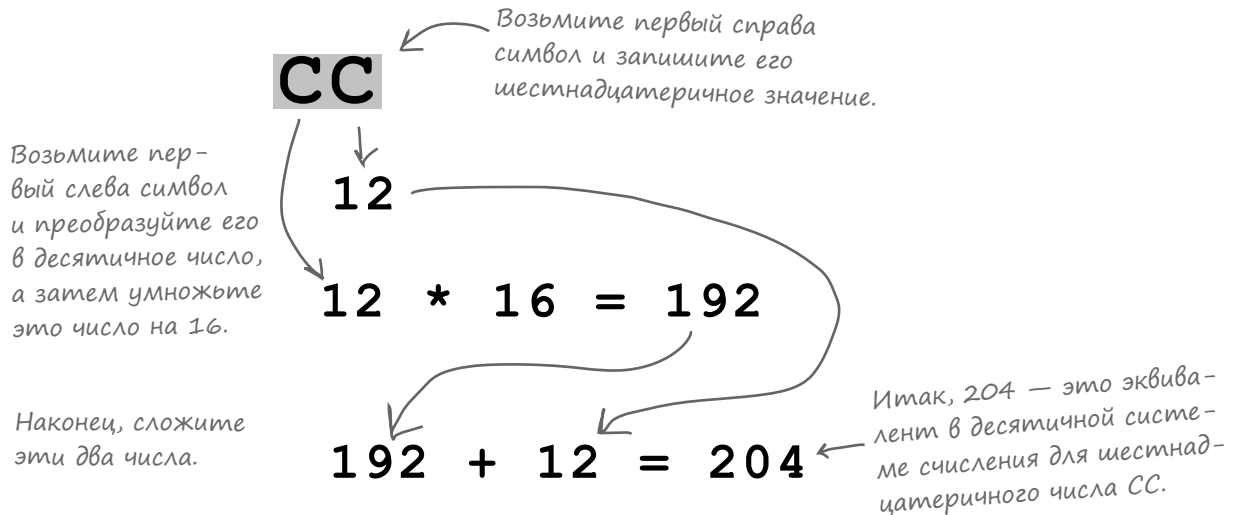 Возьмите первый справа
символ и запишите его
шестнадцатеричное значение.
CC
Возьмите пер-
вый слева символ
и преобразуйте его
в десятичное число,
а затем умножьте
это число на 16.
12
12 * 16 = 192
Наконец, сложите
эти два числа.
192 + 12 = 204
Итак, 204 — это эквива-
лент в десятичной систе-
ме счисления для шестнад-
цатеричного числа CC.